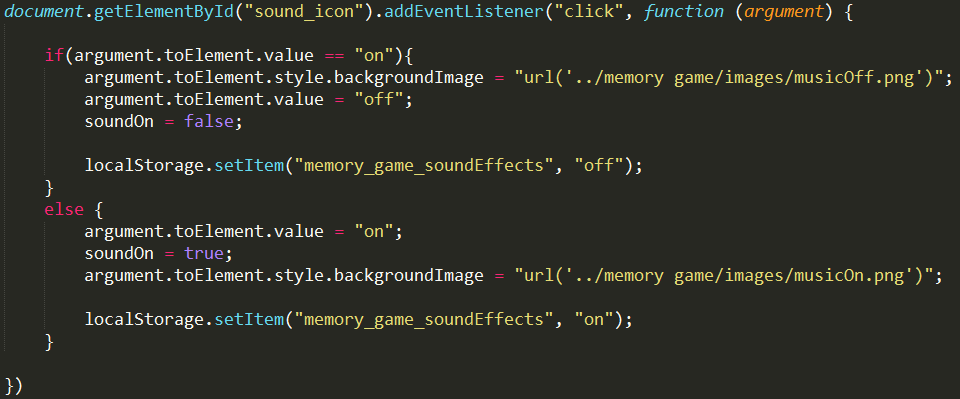 document.getElementById("sound_icon").addEventListener("click", function (argument) {
if(argument.toElement.value == "on"){
argument.toElement.style.backgroundImage = "url('../memory game/images/musicOff.png')";
argument.toElement.value = "off";
soundOn = false;
localStorage.setItem("memory_game_soundEffects", "off");
}
else {
argument.toElement.value = "on";
soundOn = true;
argument.toElement.style.backgroundImage = "url('../memory game/images/musicOn.png')";
localStorage.setItem("memory_game_soundEffects", "on");
}
})